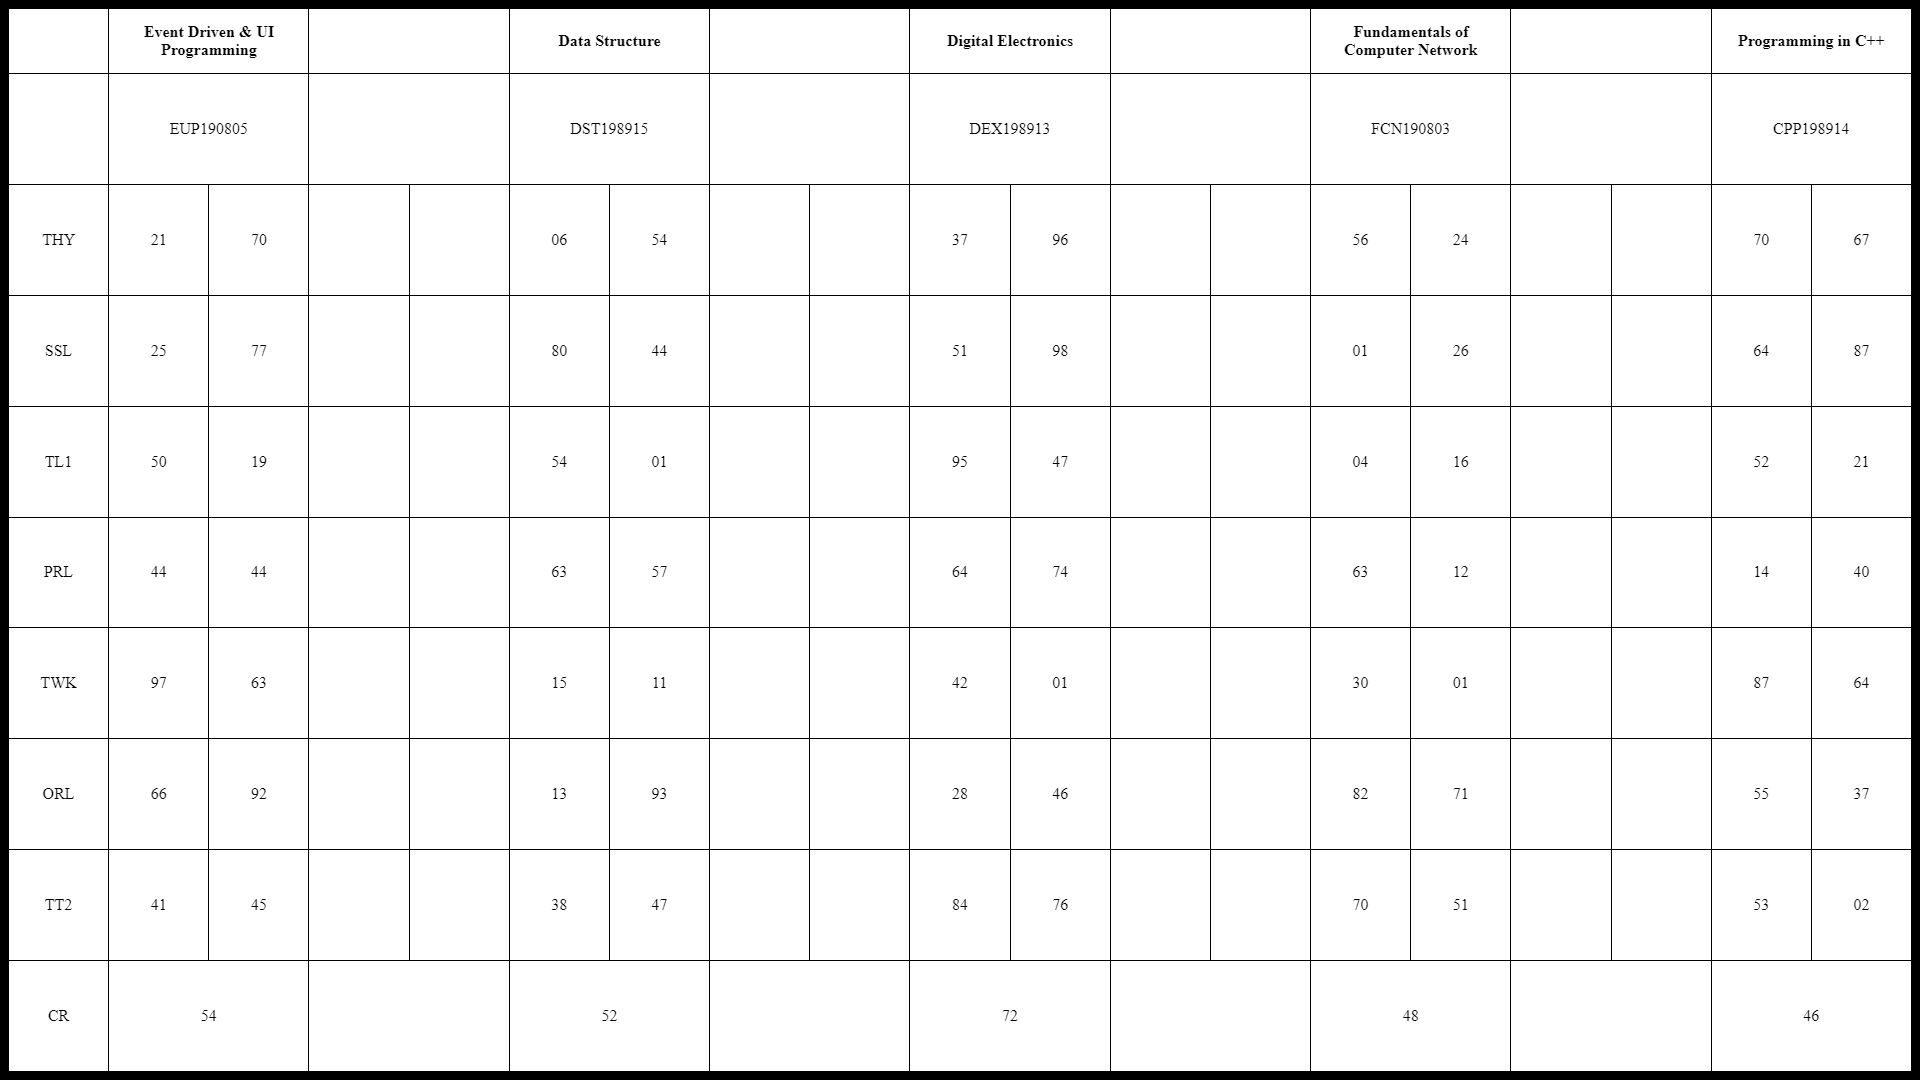 Event Driven & UI
Programming
Data Structure
Digital Electronics
Fundamentals of
Computer Network
Programming in C++
EUP190805 DST198915 DEX198913 FCN190803 CPP198914
THY 21 70 06 54 37 96 56 24 70 67
SSL 25 77 80 44 51 98 01 26 64 87
TL1 50 19 54 01 95 47 04 16 52 21
PRL 44 44 63 57 64 74 63 12 14 40
TWK 97 63 15 11 42 01 30 01 87 64
ORL 66 92 13 93 28 46 82 71 55 37
TT2 41 45 38 47 84 76 70 51 53 02
CR 54 52 72 48 46